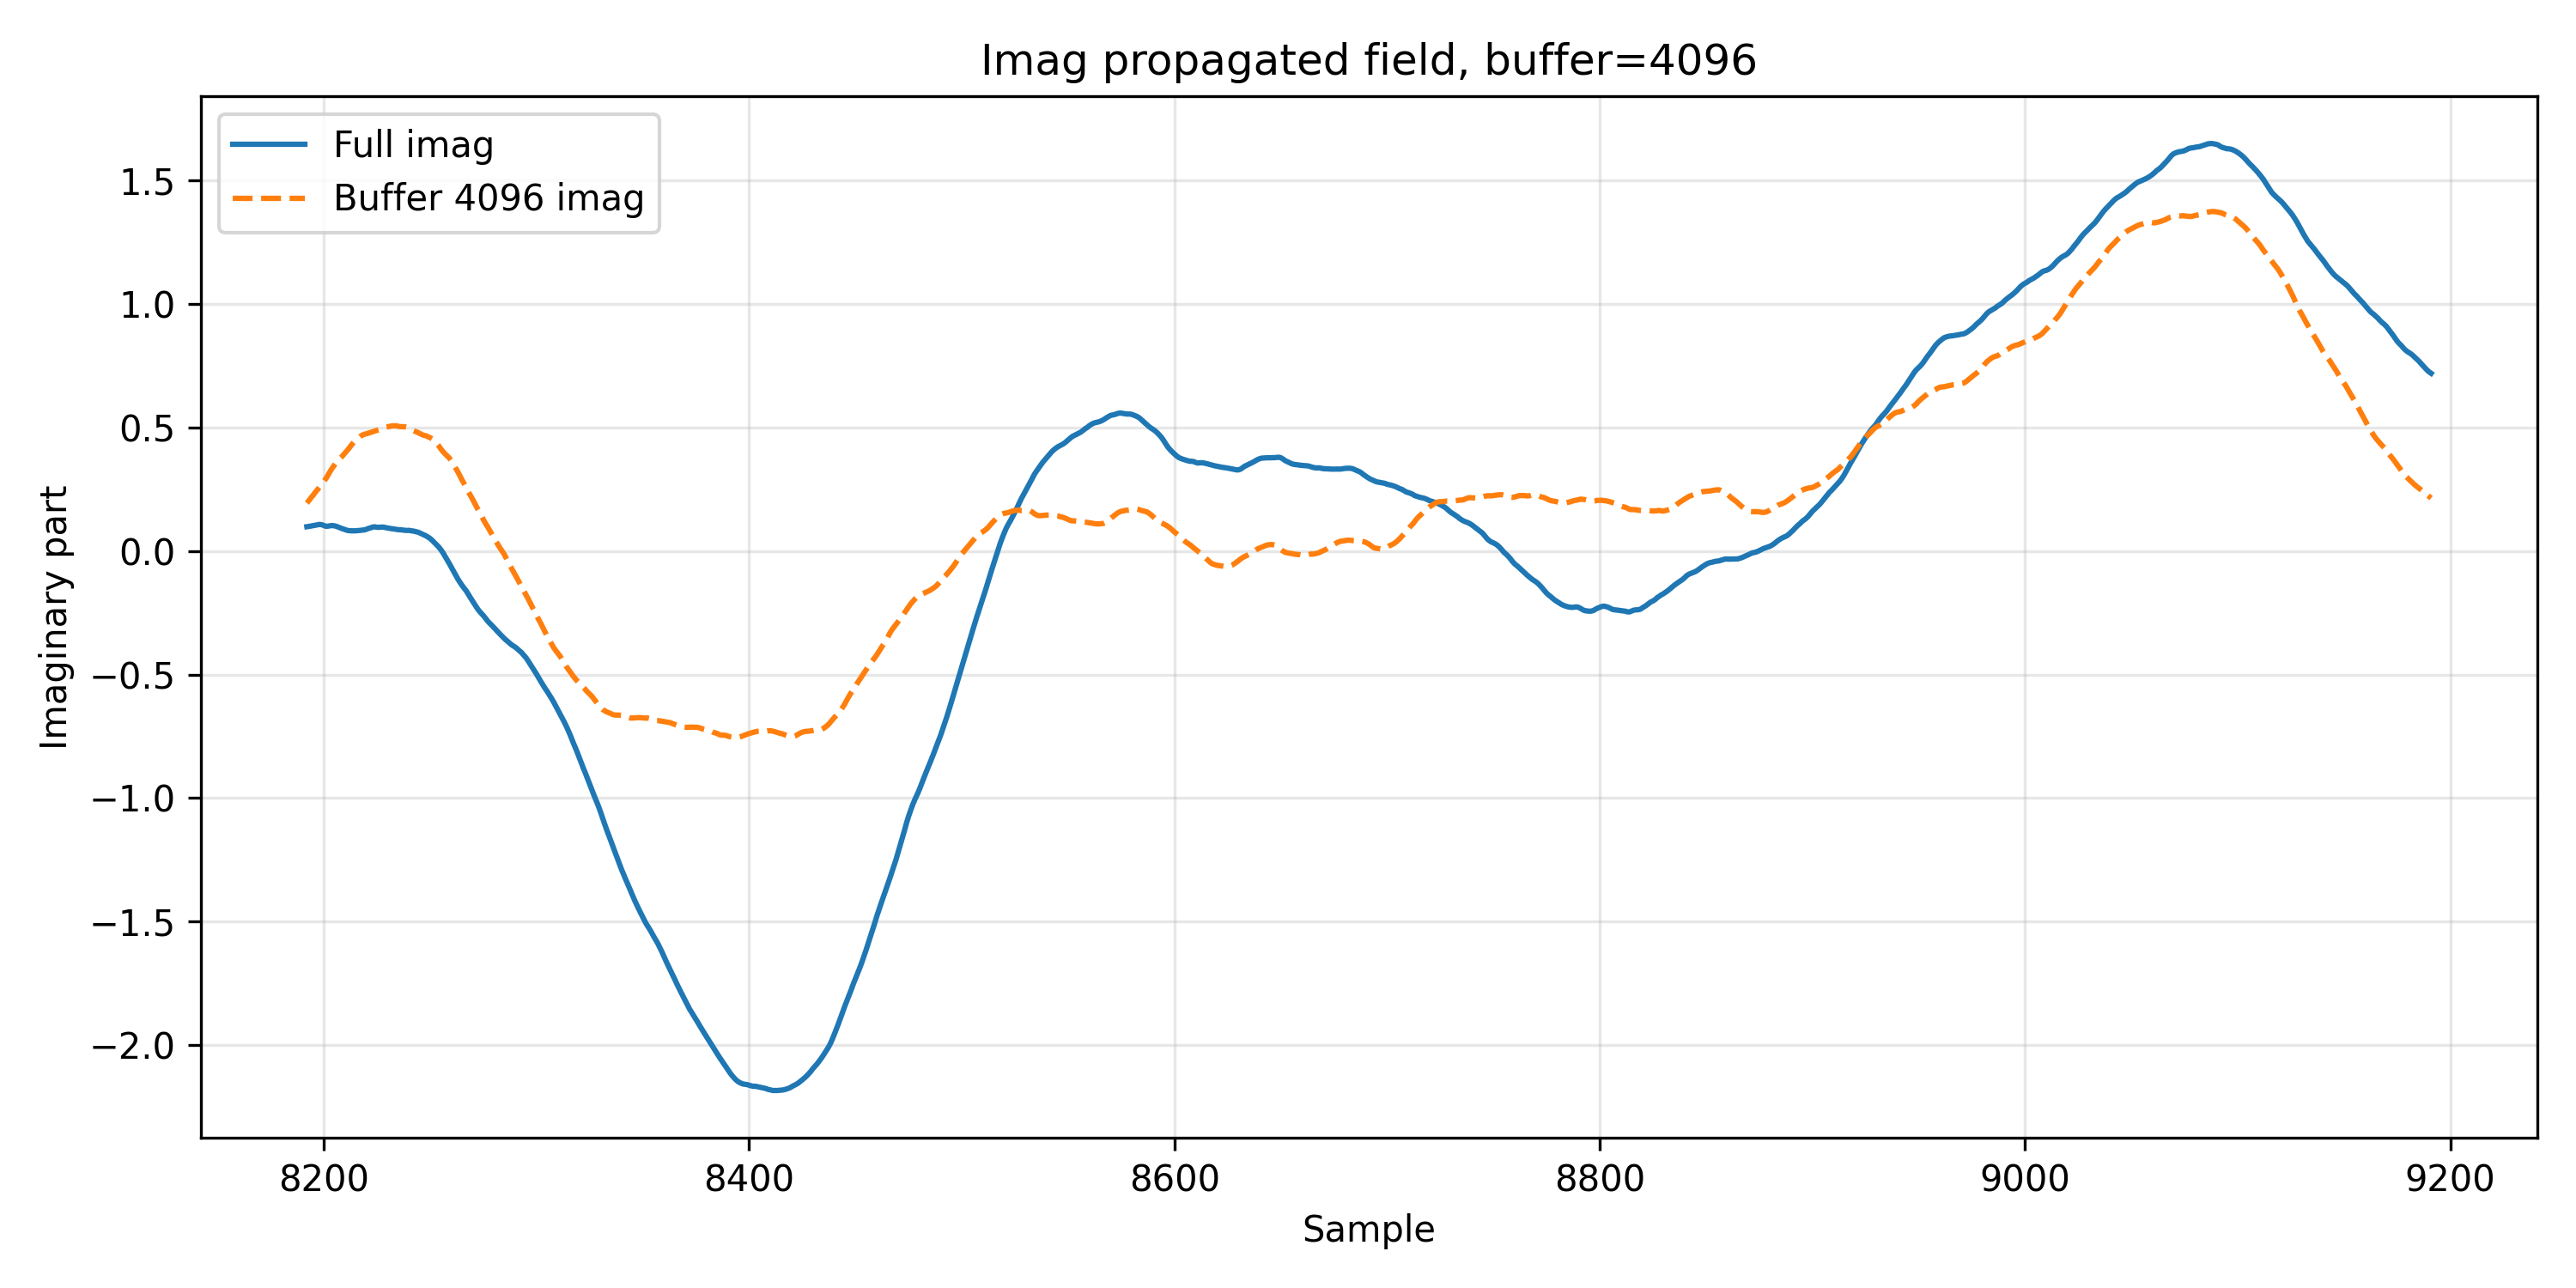 Imag propagated field, buffer=4096
Full imag
Buffer 4096 imag
Imaginary part
1.5
1.0
0.5
0.0
−0.5
−1.0
−1.5
−2.0
8200 8400 8600 8800 9000 9200
Sample